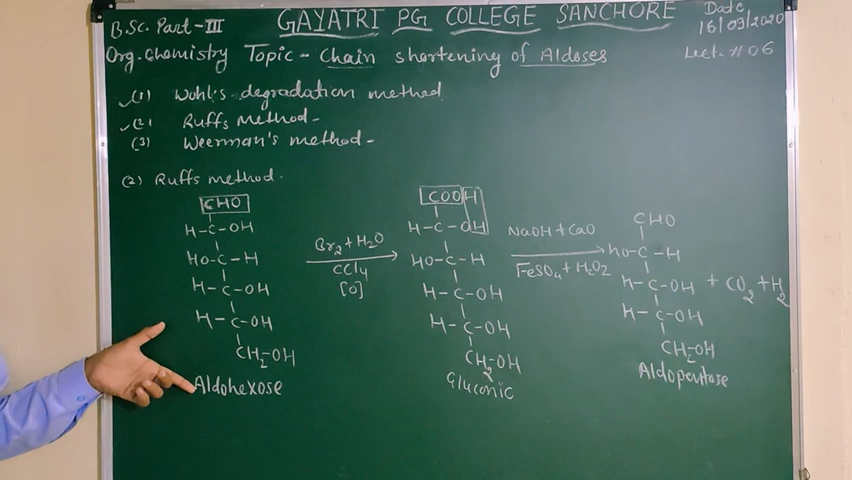 B.Sc. Part-III GAYATRI PG COLLEGE SANCHORE Date 16/09/2020
Org. chemistry Topic - Chain shortening of Aldoses Lect.# 06
(1) Wohl's degradation method
(2) Ruffs method -
(3) Weerman's method -
(2) Ruffs method.
CHO
H-C-OH
HO-C-H
H-C-OH
H-C-OH
CH2-OH
Aldohexose
Br2+H2O
CCl4
[O]
COOH
H-C-OH
HO-C-H
H-C-OH
H-C-OH
CH2-OH
Gluconic
NaOH+CaO
FeSO4+H2O2
CHO
HO-C-H
H-C-OH + CO2 + H2
H-C-OH
CH2-OH
Aldopentose